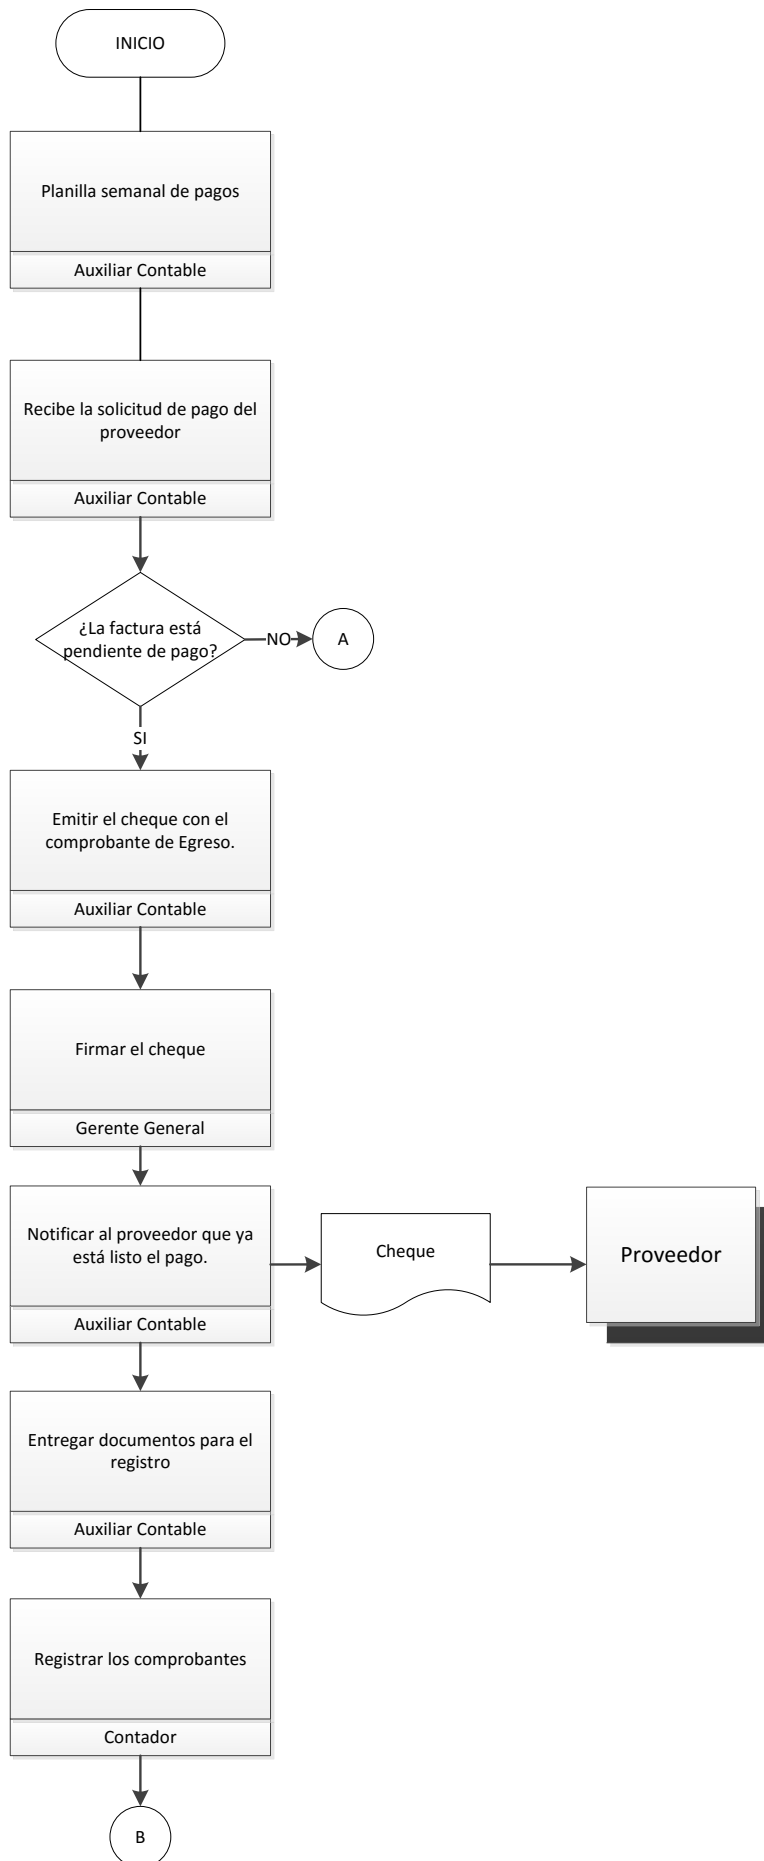 INICIO
Planilla semanal de pagos
Auxiliar Contable
Recibe la solicitud de pago del
proveedor
Auxiliar Contable
¿La factura está
pendiente de pago?
NO
A
SI
Emitir el cheque con el
comprobante de Egreso.
Auxiliar Contable
Firmar el cheque
Gerente General
Notificar al proveedor que ya
está listo el pago.
Auxiliar Contable
Cheque
Proveedor
Entregar documentos para el
registro
Auxiliar Contable
Registrar los comprobantes
Contador
B